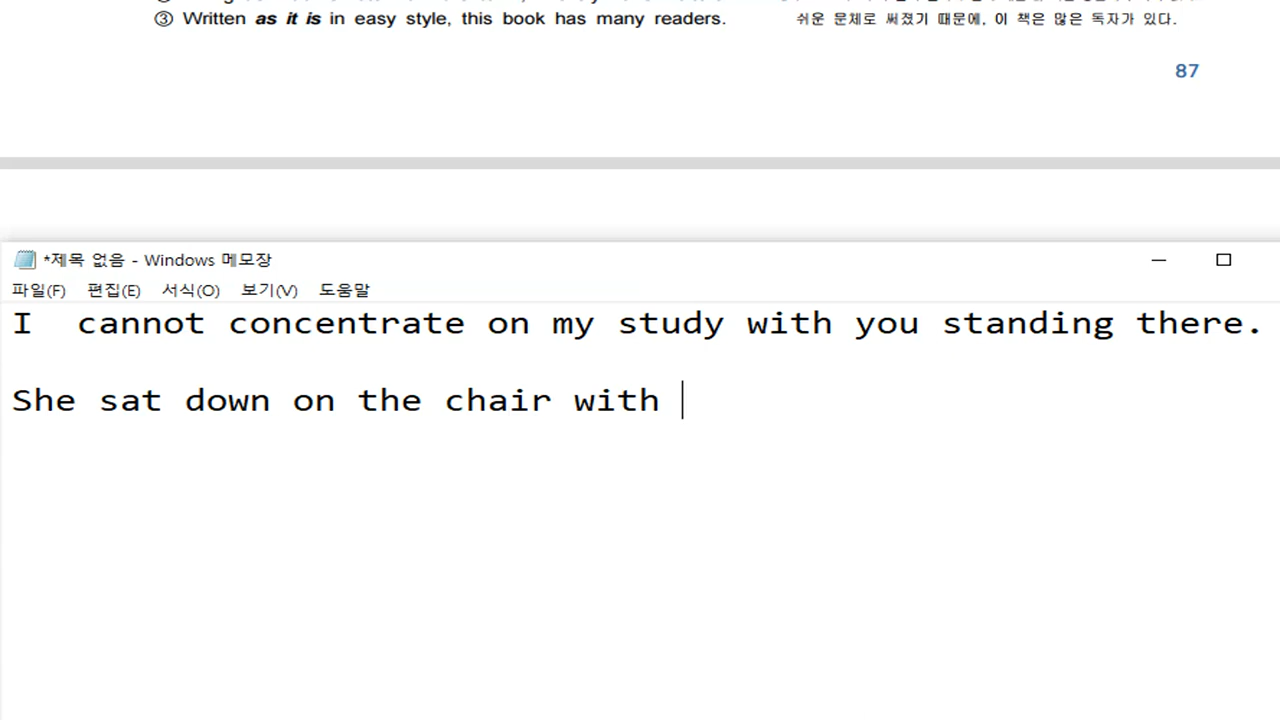 ③ Written as it is in easy style, this book has many readers. 쉬운 문체로 써졌기 때문에, 이 책은 많은 독자가 있다.
87
*제목 없음 - Windows 메모장
파일(F) 편집(E) 서식(O) 보기(V) 도움말
I  cannot concentrate on my study with you standing there.
She sat down on the chair with